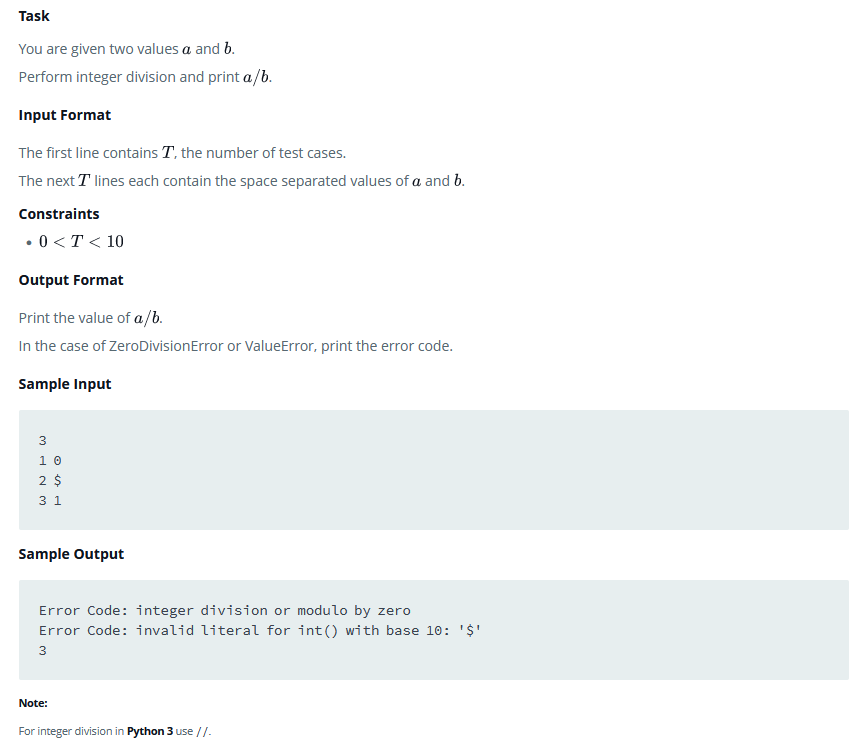 Task
You are given two values a and b.
Perform integer division and print a/b.
Input Format
The first line contains T, the number of test cases.
The next T lines each contain the space separated values of a and b.
Constraints
• 0 < T < 10
Output Format
Print the value of a/b.
In the case of ZeroDivisionError or ValueError, print the error code.
Sample Input
3
1 0
2 $
3 1
Sample Output
Error Code: integer division or modulo by zero
Error Code: invalid literal for int() with base 10: '$'
3
Note:
For integer division in Python 3 use //.